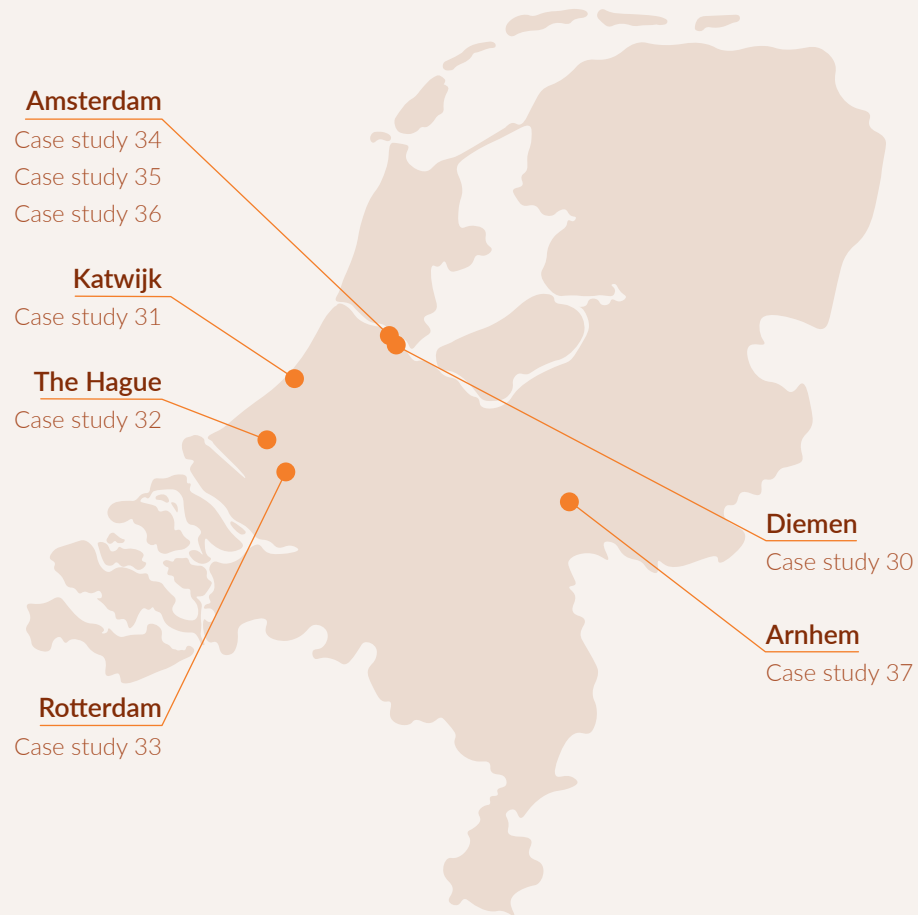 Amsterdam
Case study 34
Case study 35
Case study 36
Katwijk
Case study 31
The Hague
Case study 32
Rotterdam
Case study 33
Diemen
Case study 30
Arnhem
Case study 37